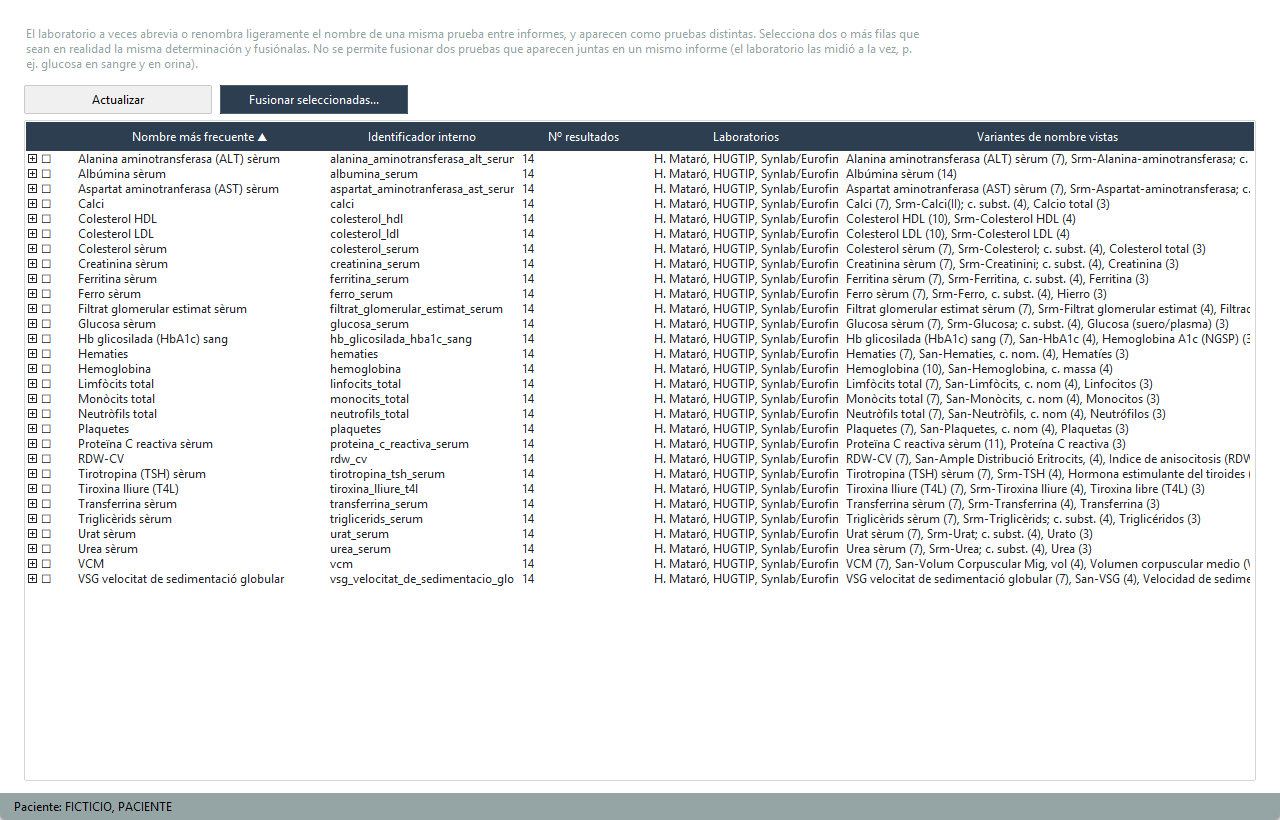 El laboratorio a veces abrevia o renombra ligeramente el nombre de una misma prueba entre informes, y aparecen como pruebas distintas. Selecciona dos o más filas que
sean en realidad la misma determinación y fusiónalas. No se permite fusionar dos pruebas que aparecen juntas en un mismo informe (el laboratorio las midió a la vez, p.
ej. glucosa en sangre y en orina).
Actualizar Fusionar seleccionadas...
Nombre más frecuente ▲ Identificador interno Nº resultados Laboratorios Variantes de nombre vistas
Alanina aminotransferasa (ALT) sèrum alanina_aminotransferasa_alt_serum 14 H. Mataró, HUGTIP, Synlab/Eurofin Alanina aminotransferasa (ALT) sèrum (7), Srm-Alanina-aminotransferasa; c.
Albúmina sèrum albumina_serum 14 H. Mataró, HUGTIP, Synlab/Eurofin Albúmina sèrum (14)
Aspartat aminotranferasa (AST) sèrum aspartat_aminotranferasa_ast_serum 14 H. Mataró, HUGTIP, Synlab/Eurofin Aspartat aminotranferasa (AST) sèrum (7), Srm-Aspartat-aminotransferasa; c.
Calci calci 14 H. Mataró, HUGTIP, Synlab/Eurofin Calci (7), Srm-Calci(II); c. subst. (4), Calcio total (3)
Colesterol HDL colesterol_hdl 14 H. Mataró, HUGTIP, Synlab/Eurofin Colesterol HDL (10), Srm-Colesterol HDL (4)
Colesterol LDL colesterol_ldl 14 H. Mataró, HUGTIP, Synlab/Eurofin Colesterol LDL (10), Srm-Colesterol LDL (4)
Colesterol sèrum colesterol_serum 14 H. Mataró, HUGTIP, Synlab/Eurofin Colesterol sèrum (7), Srm-Colesterol; c. subst. (4), Colesterol total (3)
Creatinina sèrum creatinina_serum 14 H. Mataró, HUGTIP, Synlab/Eurofin Creatinina sèrum (7), Srm-Creatinini; c. subst. (4), Creatinina (3)
Ferritina sèrum ferritina_serum 14 H. Mataró, HUGTIP, Synlab/Eurofin Ferritina sèrum (7), Srm-Ferritina, c. subst. (4), Ferritina (3)
Ferro sèrum ferro_serum 14 H. Mataró, HUGTIP, Synlab/Eurofin Ferro sèrum (7), Srm-Ferro, c. subst. (4), Hierro (3)
Filtrat glomerular estimat sèrum filtrat_glomerular_estimat_serum 14 H. Mataró, HUGTIP, Synlab/Eurofin Filtrat glomerular estimat sèrum (7), Srm-Filtrat glomerular estimat (4), Filtrac
Glucosa sèrum glucosa_serum 14 H. Mataró, HUGTIP, Synlab/Eurofin Glucosa sèrum (7), Srm-Glucosa; c. subst. (4), Glucosa (suero/plasma) (3)
Hb glicosilada (HbA1c) sang hb_glicosilada_hba1c_sang 14 H. Mataró, HUGTIP, Synlab/Eurofin Hb glicosilada (HbA1c) sang (7), San-HbA1c (4), Hemoglobina A1c (NGSP) (3
Hematies hematies 14 H. Mataró, HUGTIP, Synlab/Eurofin Hematies (7), San-Hematies, c. nom. (4), Hematíes (3)
Hemoglobina hemoglobina 14 H. Mataró, HUGTIP, Synlab/Eurofin Hemoglobina (10), San-Hemoglobina, c. massa (4)
Limfòcits total linfocits_total 14 H. Mataró, HUGTIP, Synlab/Eurofin Limfòcits total (7), San-Limfòcits, c. nom (4), Linfocitos (3)
Monòcits total monocits_total 14 H. Mataró, HUGTIP, Synlab/Eurofin Monòcits total (7), San-Monòcits, c. nom (4), Monocitos (3)
Neutròfils total neutrofils_total 14 H. Mataró, HUGTIP, Synlab/Eurofin Neutròfils total (7), San-Neutròfils, c. nom (4), Neutrófilos (3)
Plaquetes plaquetes 14 H. Mataró, HUGTIP, Synlab/Eurofin Plaquetes (7), San-Plaquetes, c. nom (4), Plaquetas (3)
Proteïna C reactiva sèrum proteina_c_reactiva_serum 14 H. Mataró, HUGTIP, Synlab/Eurofin Proteïna C reactiva sèrum (11), Proteína C reactiva (3)
RDW-CV rdw_cv 14 H. Mataró, HUGTIP, Synlab/Eurofin RDW-CV (7), San-Ample Distribució Eritrocits, (4), Indice de anisocitosis (RDW
Tirotropina (TSH) sèrum tirotropina_tsh_serum 14 H. Mataró, HUGTIP, Synlab/Eurofin Tirotropina (TSH) sèrum (7), Srm-TSH (4), Hormona estimulante del tiroides (
Tiroxina lliure (T4L) tiroxina_lliure_t4l 14 H. Mataró, HUGTIP, Synlab/Eurofin Tiroxina lliure (T4L) (7), Srm-Tiroxina lliure (4), Tiroxina libre (T4L) (3)
Transferrina sèrum transferrina_serum 14 H. Mataró, HUGTIP, Synlab/Eurofin Transferrina sèrum (7), Srm-Transferrina (4), Transferrina (3)
Triglicèrids sèrum triglicerids_serum 14 H. Mataró, HUGTIP, Synlab/Eurofin Triglicèrids sèrum (7), Srm-Triglicèrids; c. subst. (4), Triglicéridos (3)
Urat sèrum urat_serum 14 H. Mataró, HUGTIP, Synlab/Eurofin Urat sèrum (7), Srm-Urat; c. subst. (4), Urato (3)
Urea sèrum urea_serum 14 H. Mataró, HUGTIP, Synlab/Eurofin Urea sèrum (7), Srm-Urea; c. subst. (4), Urea (3)
VCM vcm 14 H. Mataró, HUGTIP, Synlab/Eurofin VCM (7), San-Volum Corpuscular Mig, vol (4), Volumen corpuscular medio (V
VSG velocitat de sedimentació globular vsg_velocitat_de_sedimentacio_glo 14 H. Mataró, HUGTIP, Synlab/Eurofin VSG velocitat de sedimentació globular (7), San-VSG (4), Velocidad de sedime
Paciente: FICTICIO, PACIENTE